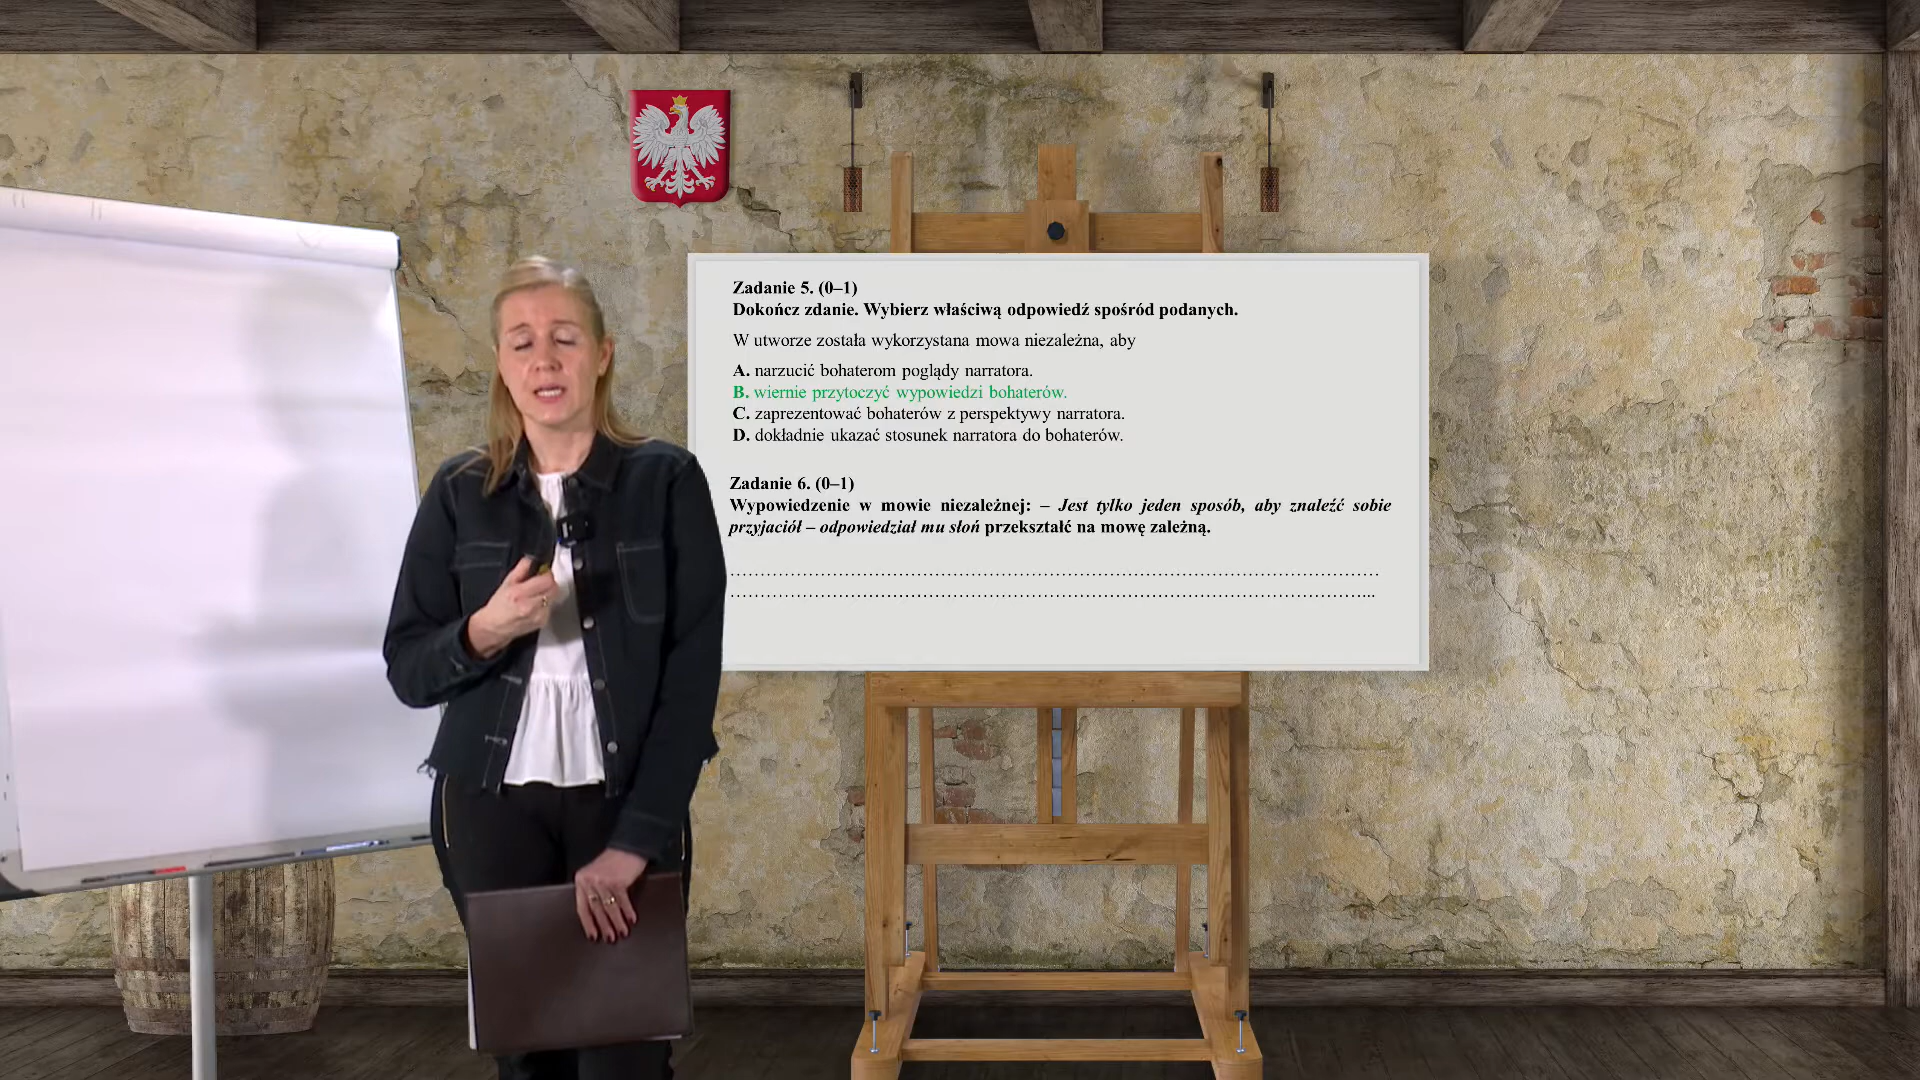 Zadanie 5. (0–1)
Dokończ zdanie. Wybierz właściwą odpowiedź spośród podanych.
W utworze została wykorzystana mowa niezależna, aby
A. narzucić bohaterom poglądy narratora.
B. wiernie przytoczyć wypowiedzi bohaterów.
C. zaprezentować bohaterów z perspektywy narratora.
D. dokładnie ukazać stosunek narratora do bohaterów.
Zadanie 6. (0–1)
Wypowiedzenie w mowie niezależnej: – Jest tylko jeden sposób, aby znaleźć sobie
przyjaciół – odpowiedział mu słoń przekształć na mowę zależną.